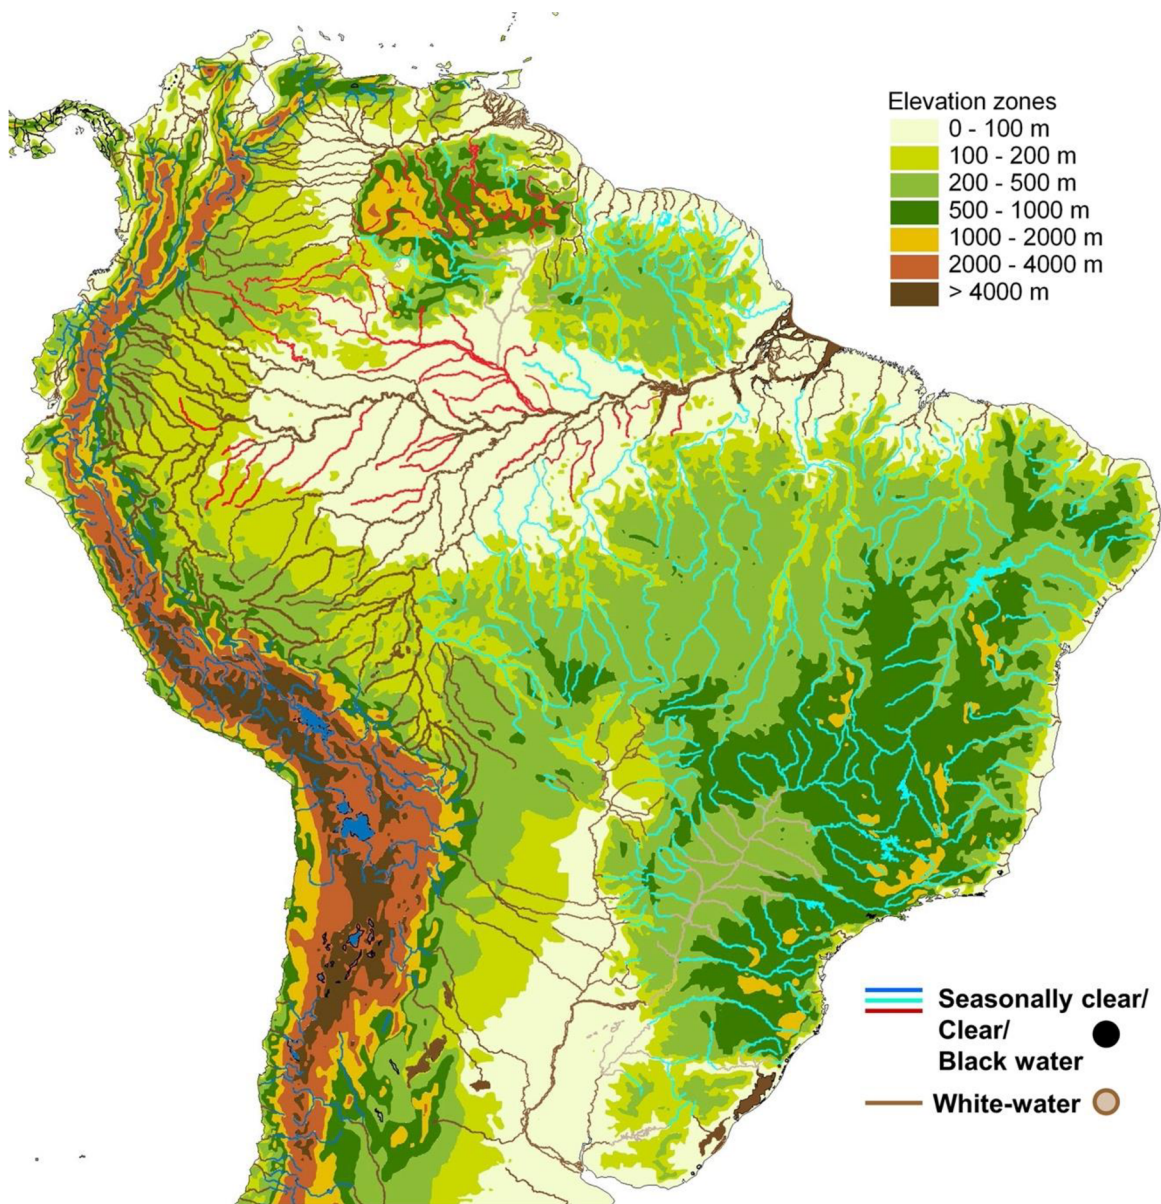 Elevation zones
0 - 100 m
100 - 200 m
200 - 500 m
500 - 1000 m
1000 - 2000 m
2000 - 4000 m
> 4000 m
Seasonally clear/
Clear/
Black water
White-water